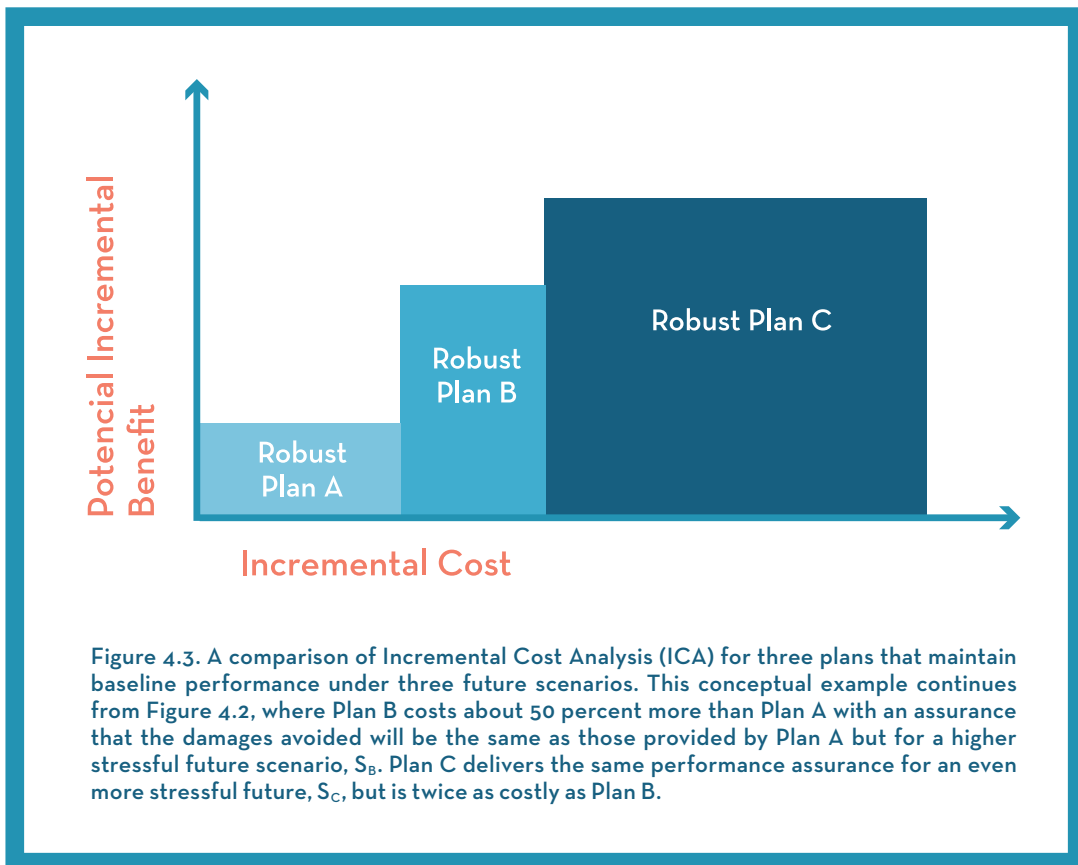 Potencial Incremental
Benefit
Robust
Plan A
Robust
Plan B
Robust Plan C
Incremental Cost
Figure 4.3. A comparison of Incremental Cost Analysis (ICA) for three plans that maintain
baseline performance under three future scenarios. This conceptual example continues
from Figure 4.2, where Plan B costs about 50 percent more than Plan A with an assurance
that the damages avoided will be the same as those provided by Plan A but for a higher
stressful future scenario, S_B. Plan C delivers the same performance assurance for an even
more stressful future, S_C, but is twice as costly as Plan B.